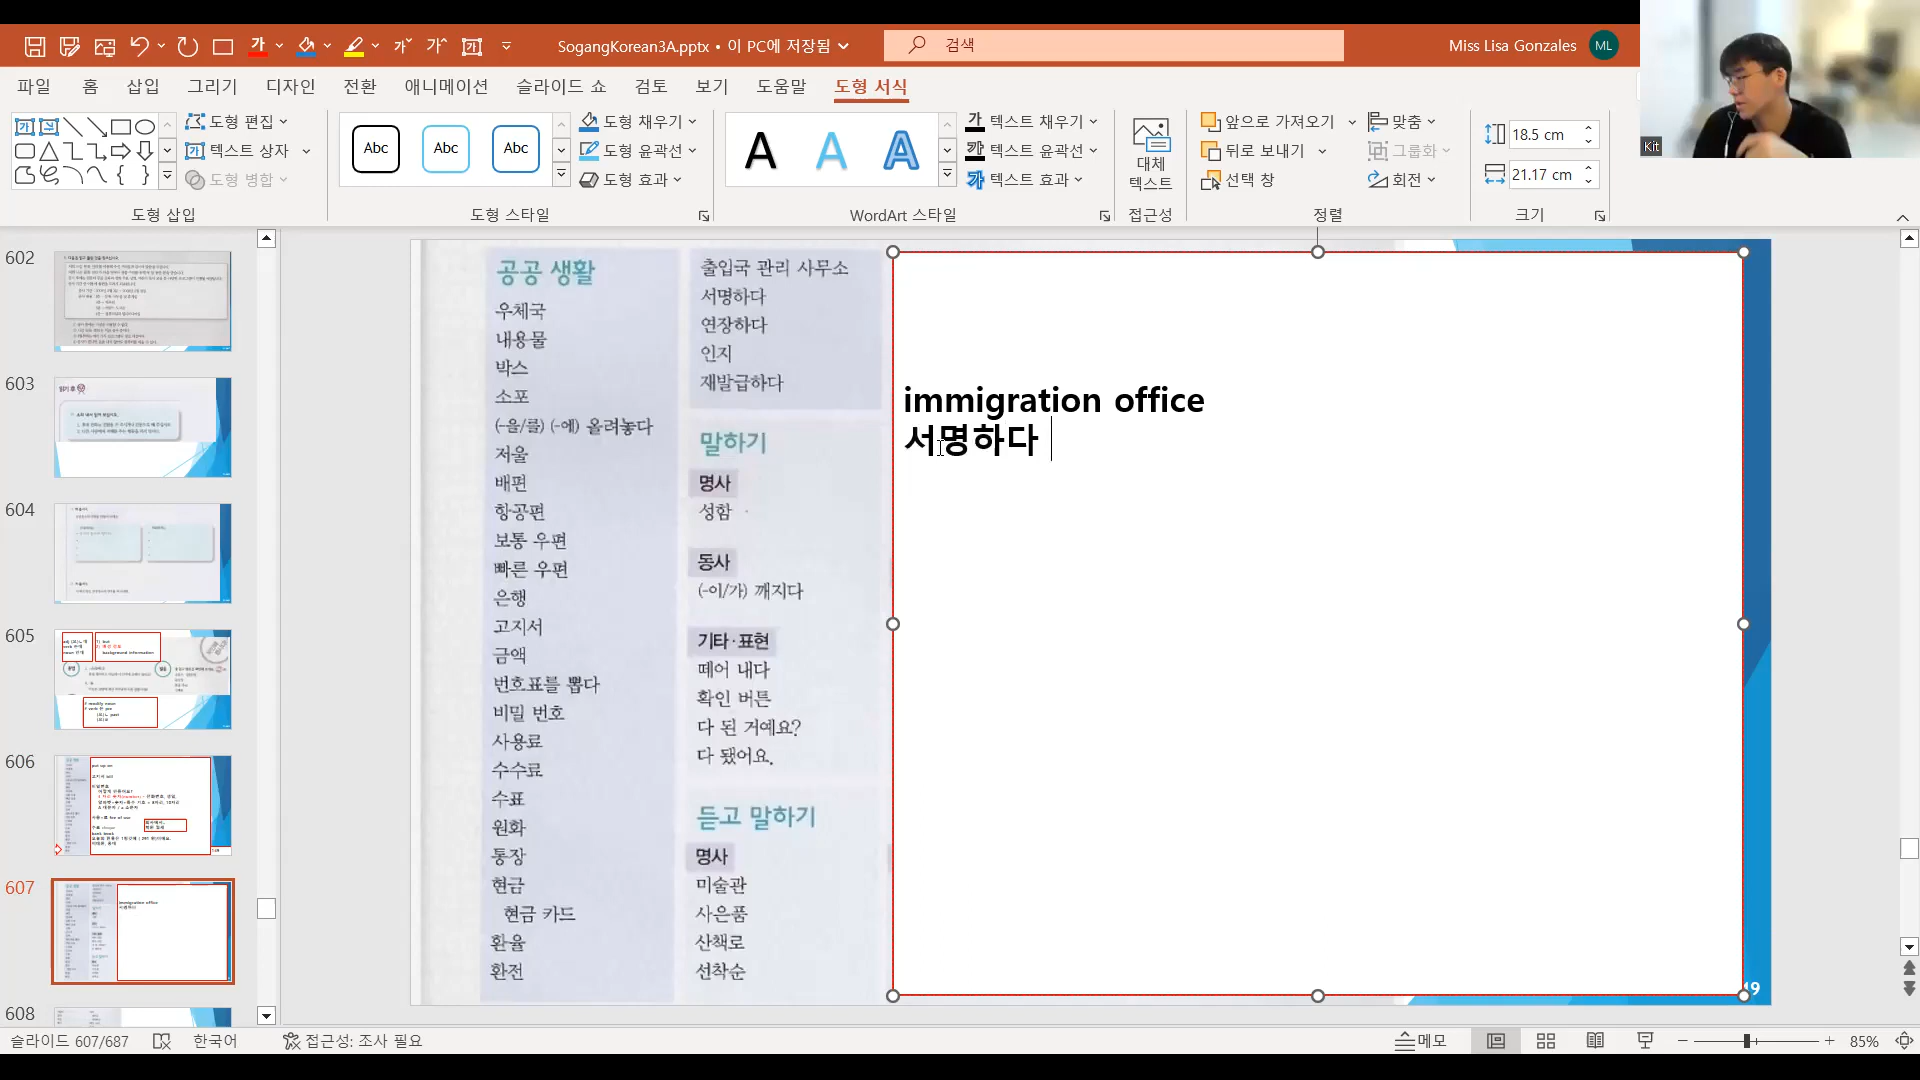 SogangKorean3A.pptx • 이 PC에 저장됨
검색
Miss Lisa Gonzales
ML
파일 홈 삽입 그리기 디자인 전환 애니메이션 슬라이드 쇼 검토 보기 도움말 도형 서식
도형 편집
텍스트 상자
도형 병합
도형 삽입
Abc Abc Abc
도형 채우기
도형 윤곽선
도형 효과
도형 스타일
A A A
텍스트 채우기
텍스트 윤곽선
텍스트 효과
WordArt 스타일
대체
텍스트
접근성
앞으로 가져오기
뒤로 보내기
선택 창
맞춤
그룹화
회전
정렬
18.5 cm
21.17 cm
크기
Kit
602
603
604
605
606
607
608
공공 생활
우체국
내용물
박스
소포
(-을/를) (-에) 올려놓다
저울
배편
항공편
보통 우편
빠른 우편
은행
고지서
금액
번호표를 뽑다
비밀 번호
사용료
수수료
수표
원화
통장
현금
현금 카드
환율
환전
출입국 관리 사무소
서명하다
연장하다
인지
재발급하다
말하기
명사
성함
동사
(-이/가) 깨지다
기타·표현
떼어 내다
확인 버튼
다 된 거예요?
다 됐어요.
듣고 말하기
명사
미술관
사은품
산책로
선착순
immigration office
서명하다
19
슬라이드 607/687
한국어
접근성: 조사 필요
메모
85%